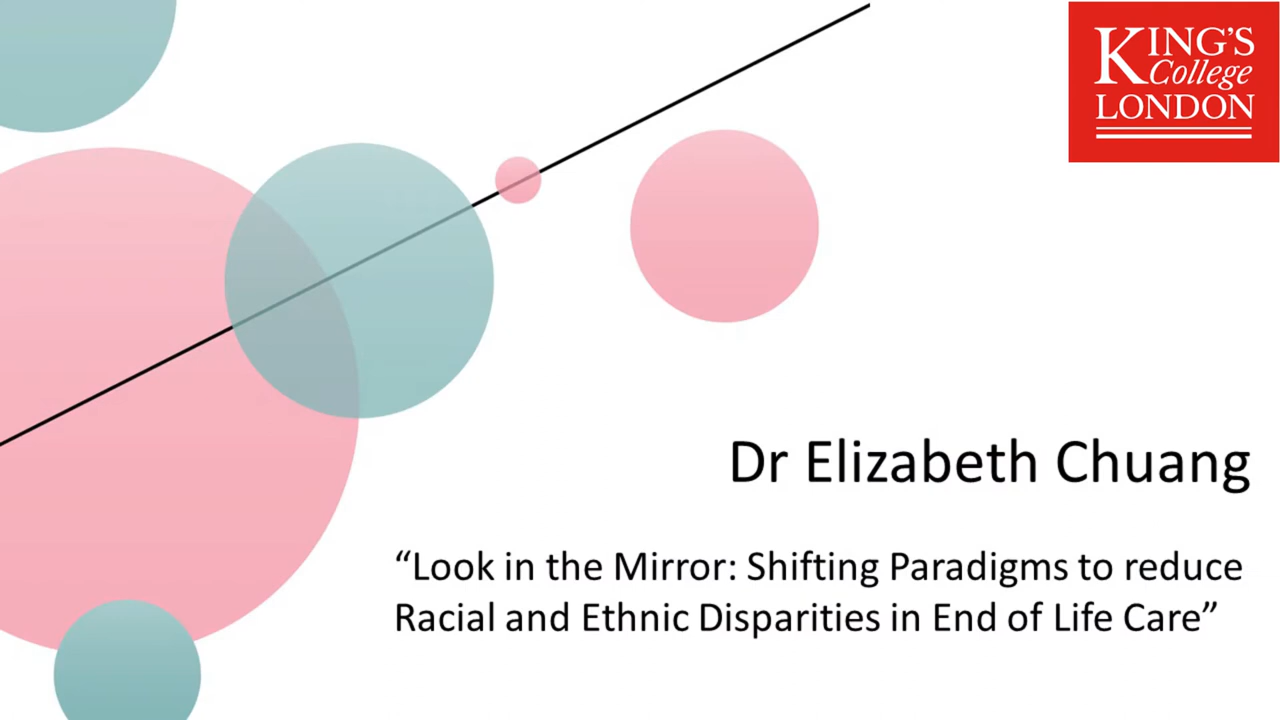 KING'S
College
LONDON
Dr Elizabeth Chuang
“Look in the Mirror: Shifting Paradigms to reduce
Racial and Ethnic Disparities in End of Life Care”